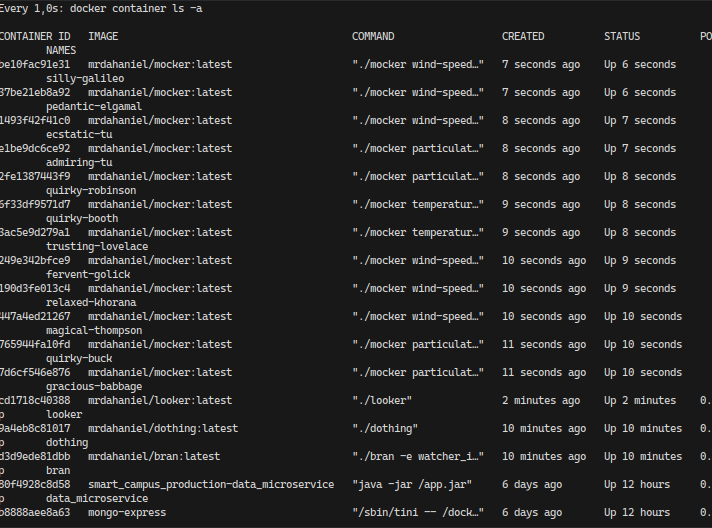 Every 1,0s: docker container ls -a
CONTAINER ID IMAGE COMMAND CREATED STATUS PO
NAMES
be10fac91e31 mrdahaniel/mocker:latest "./mocker wind-speed…" 7 seconds ago Up 6 seconds
silly-galileo
37be21eb8a92 mrdahaniel/mocker:latest "./mocker wind-speed…" 7 seconds ago Up 6 seconds
pedantic-elgamal
1493f42f41c0 mrdahaniel/mocker:latest "./mocker wind-speed…" 8 seconds ago Up 7 seconds
ecstatic-tu
e1be9dc6ce92 mrdahaniel/mocker:latest "./mocker particulat…" 8 seconds ago Up 7 seconds
admiring-tu
2fe1387443f9 mrdahaniel/mocker:latest "./mocker particulat…" 8 seconds ago Up 8 seconds
quirky-robinson
6f33df9571d7 mrdahaniel/mocker:latest "./mocker temperatur…" 9 seconds ago Up 8 seconds
quirky-booth
3ac5e9d279a1 mrdahaniel/mocker:latest "./mocker temperatur…" 9 seconds ago Up 8 seconds
trusting-lovelace
249e342bfce9 mrdahaniel/mocker:latest "./mocker wind-speed…" 10 seconds ago Up 9 seconds
fervent-golick
190d3fe013c4 mrdahaniel/mocker:latest "./mocker wind-speed…" 10 seconds ago Up 9 seconds
relaxed-khorana
447a4ed21267 mrdahaniel/mocker:latest "./mocker wind-speed…" 10 seconds ago Up 10 seconds
magical-thompson
765944fa10fd mrdahaniel/mocker:latest "./mocker particulat…" 11 seconds ago Up 10 seconds
quirky-buck
7d6cf546e876 mrdahaniel/mocker:latest "./mocker particulat…" 11 seconds ago Up 10 seconds
gracious-babbage
cd1718c40388 mrdahaniel/looker:latest "./looker" 2 minutes ago Up 2 minutes 0.
p looker
9a4eb8c81017 mrdahaniel/dothing:latest "./dothing" 10 minutes ago Up 10 minutes 0.
p dothing
d3d9ede81dbb mrdahaniel/bran:latest "./bran -e watcher_i…" 10 minutes ago Up 10 minutes 0.
p bran
80f4928c8d58 smart_campus_production-data_microservice "java -jar /app.jar" 6 days ago Up 12 hours 0.
p data_microservice
b8888aee8a63 mongo-express "/sbin/tini -- /dock…" 6 days ago Up 12 hours 0.